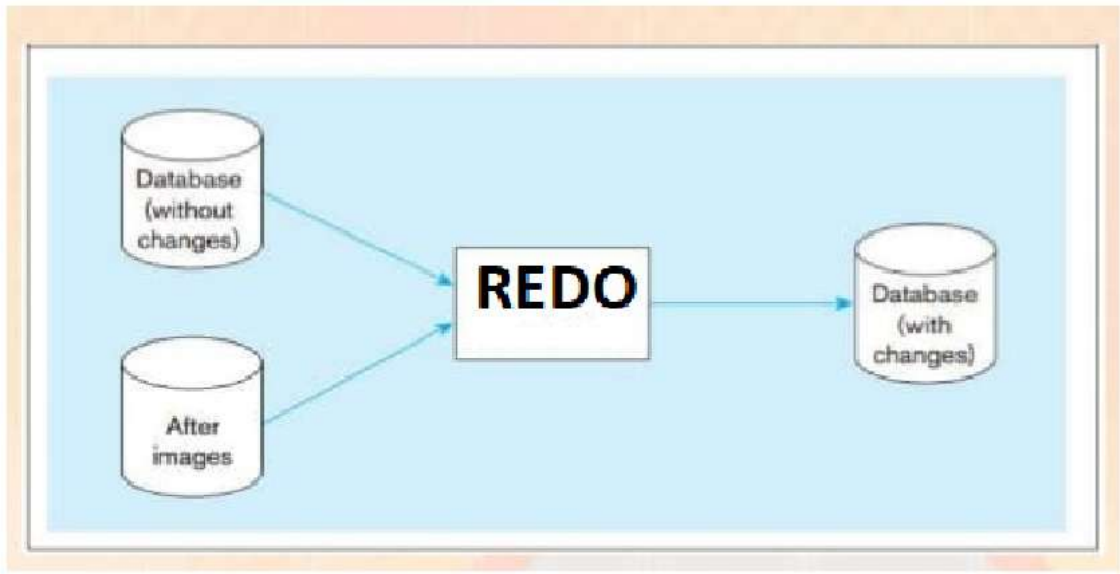 Database
(without
changes)
REDO
Database
(with
changes)
After
images